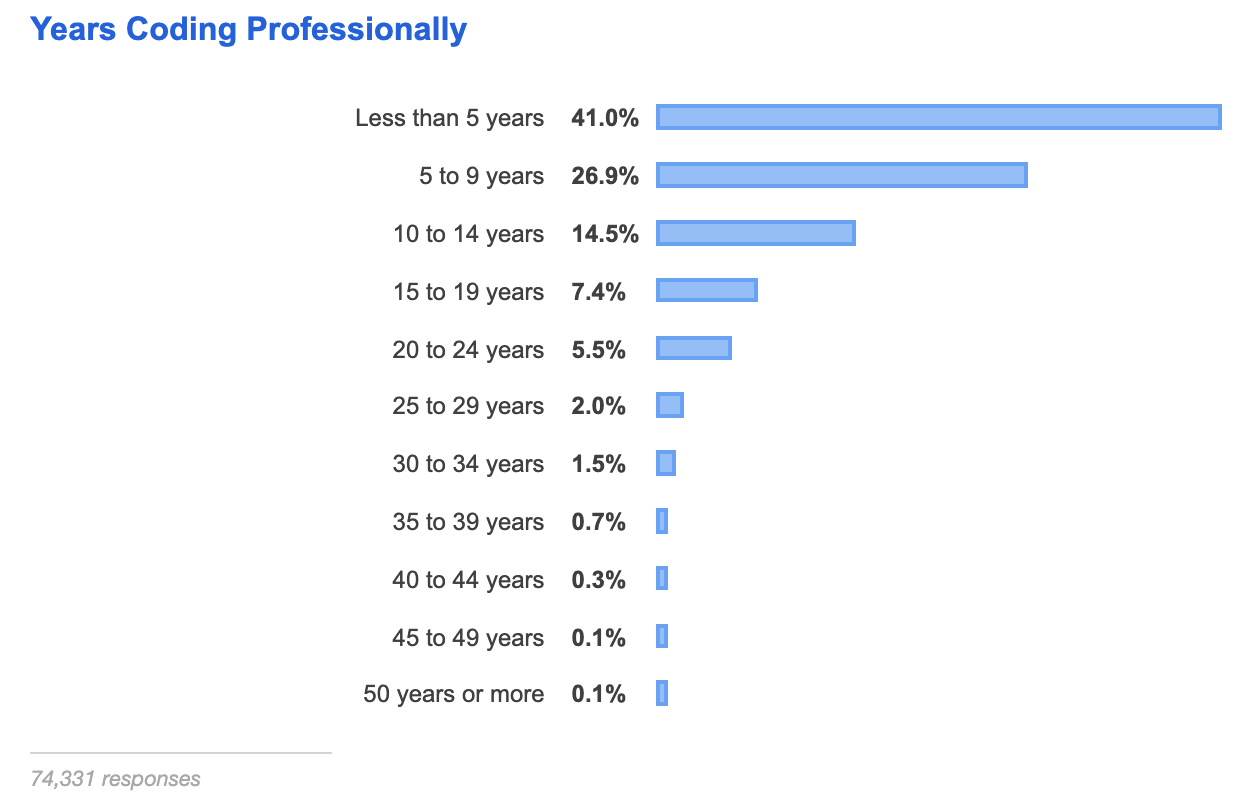 Years Coding Professionally
Less than 5 years 41.0%
5 to 9 years 26.9%
10 to 14 years 14.5%
15 to 19 years 7.4%
20 to 24 years 5.5%
25 to 29 years 2.0%
30 to 34 years 1.5%
35 to 39 years 0.7%
40 to 44 years 0.3%
45 to 49 years 0.1%
50 years or more 0.1%
74,331 responses